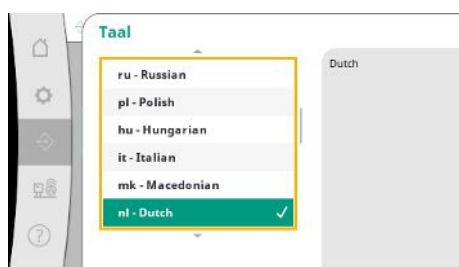 Taal
ru - Russian
pl - Polish
hu - Hungarian
it - Italian
mk - Macedonian
nl - Dutch
Dutch